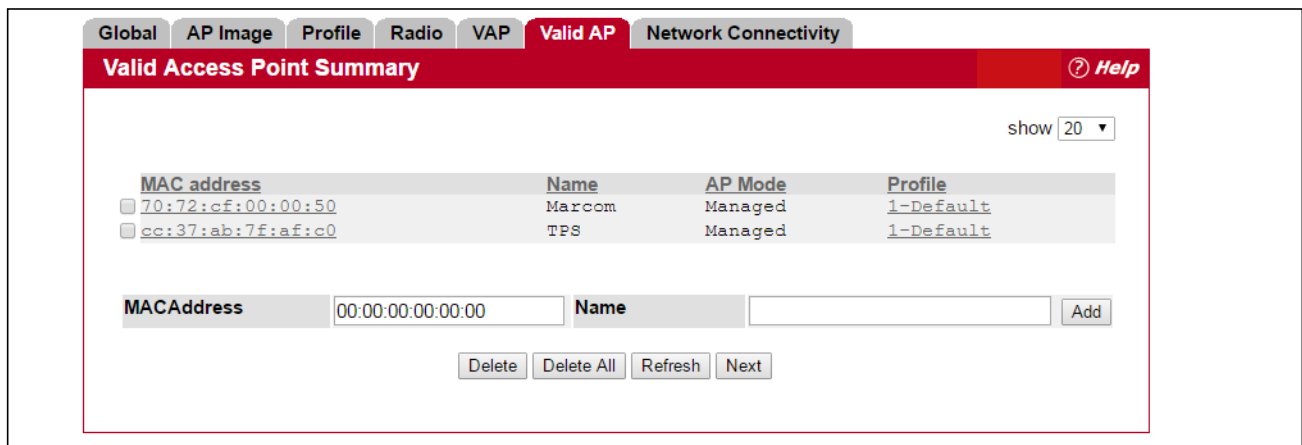 Global AP Image Profile Radio VAP Valid AP Network Connectivity
Valid Access Point Summary ? Help
show 20
MAC address Name AP Mode Profile
70:72:cf:00:00:50 Marcom Managed 1-Default
cc:37:ab:7f:af:c0 TPS Managed 1-Default
MACAddress 00:00:00:00:00:00 Name Add
Delete Delete All Refresh Next